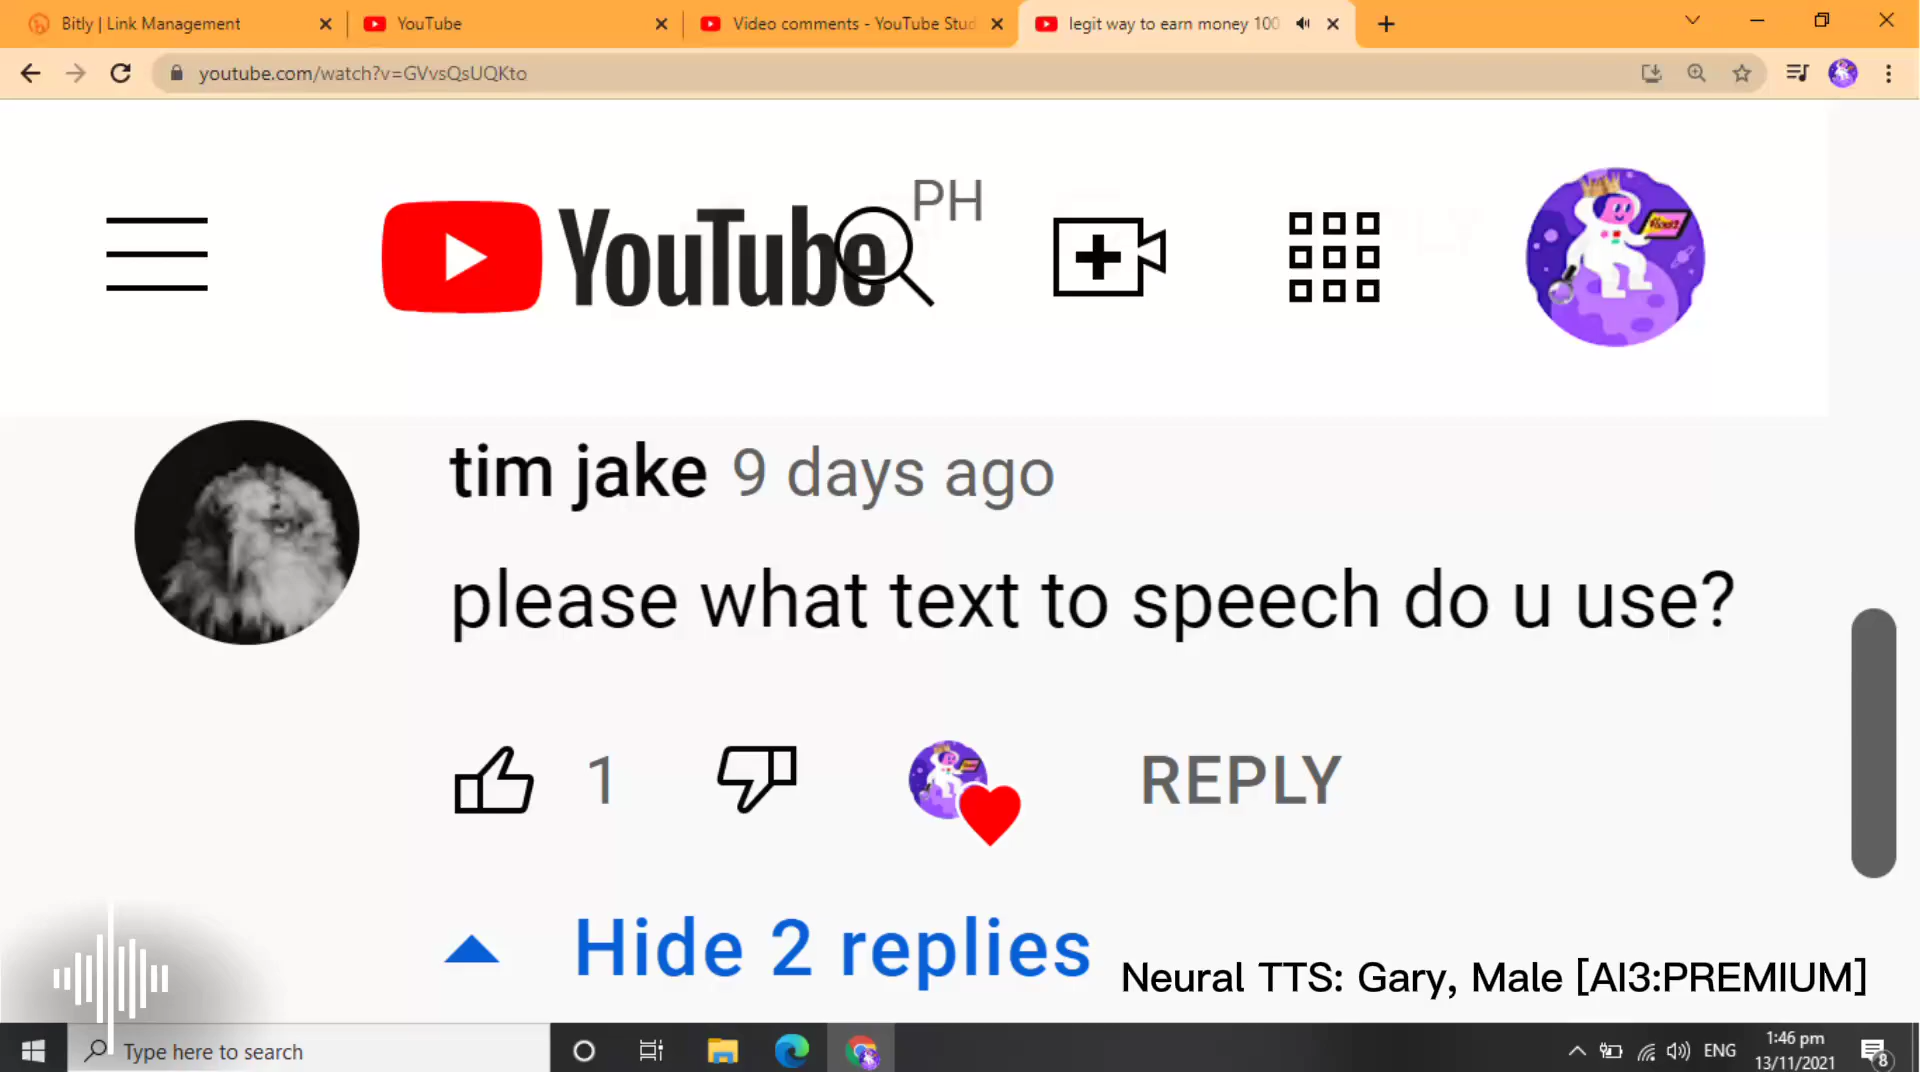 Bitly | Link Management
YouTube
Video comments - YouTube Stud
legit way to earn money 100
youtube.com/watch?v=GVvsQsUQKto
YouTube PH
tim jake 9 days ago
please what text to speech do u use?
1 REPLY
Hide 2 replies
Neural TTS: Gary, Male [AI3:PREMIUM]
Type here to search
ENG
1:46 pm
13/11/2021
8